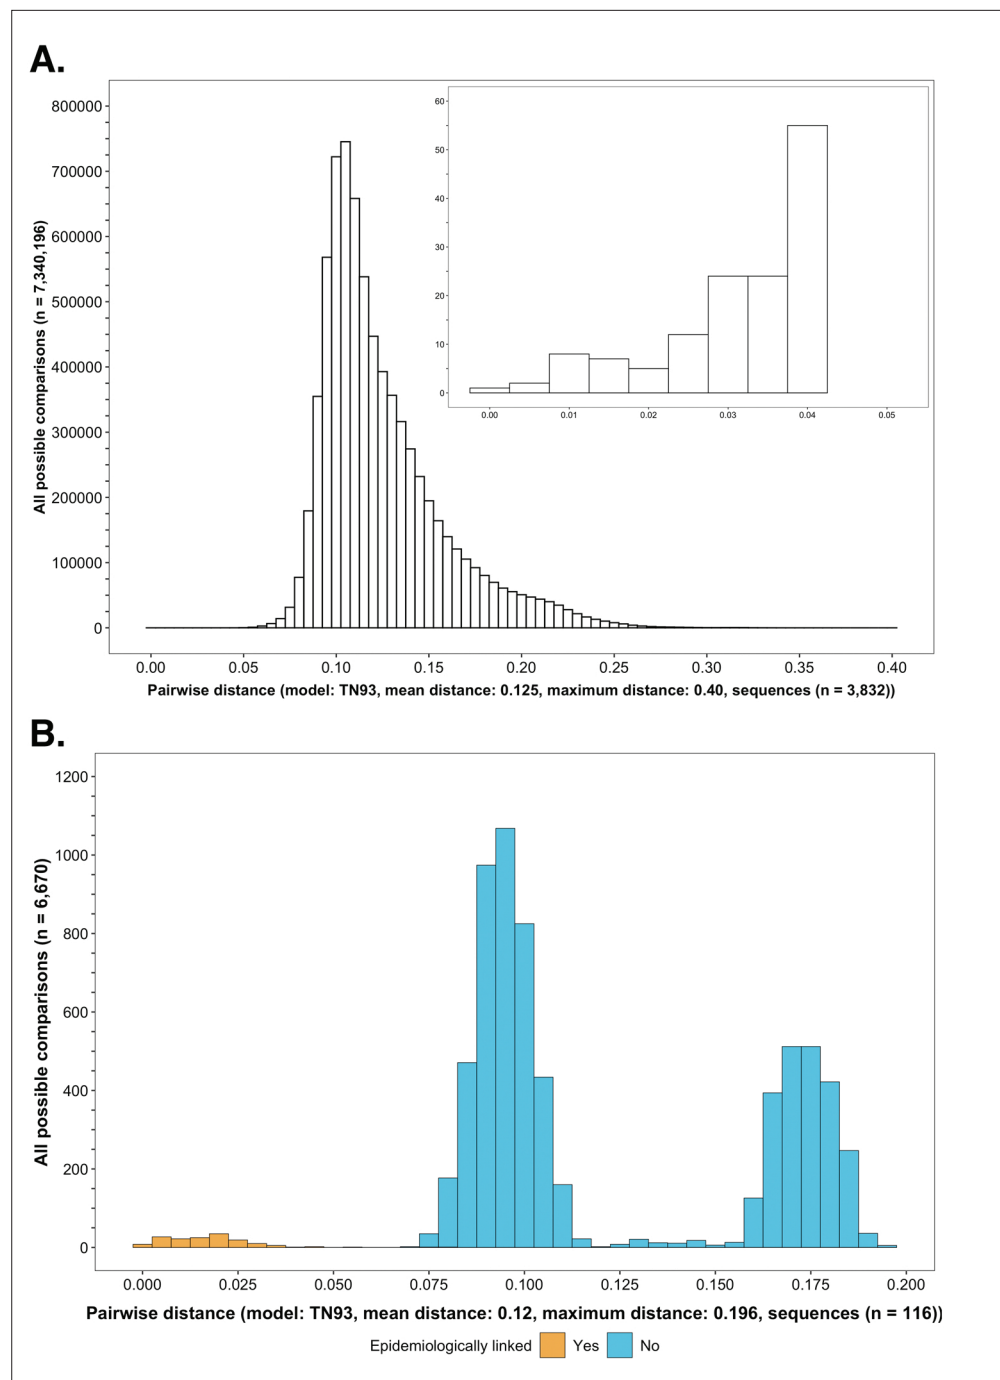 A.
All possible comparisons (n = 7,340,196)
800000
700000
600000
500000
400000
300000
200000
100000
0
60
50
40
30
20
10
0
0.00 0.01 0.02 0.03 0.04 0.05
0.00 0.05 0.10 0.15 0.20 0.25 0.30 0.35 0.40
Pairwise distance (model: TN93, mean distance: 0.125, maximum distance: 0.40, sequences (n = 3,832))
B.
All possible comparisons (n = 6,670)
1200
1000
800
600
400
200
0
0.000 0.025 0.050 0.075 0.100 0.125 0.150 0.175 0.200
Pairwise distance (model: TN93, mean distance: 0.12, maximum distance: 0.196, sequences (n = 116))
Epidemiologically linked Yes No